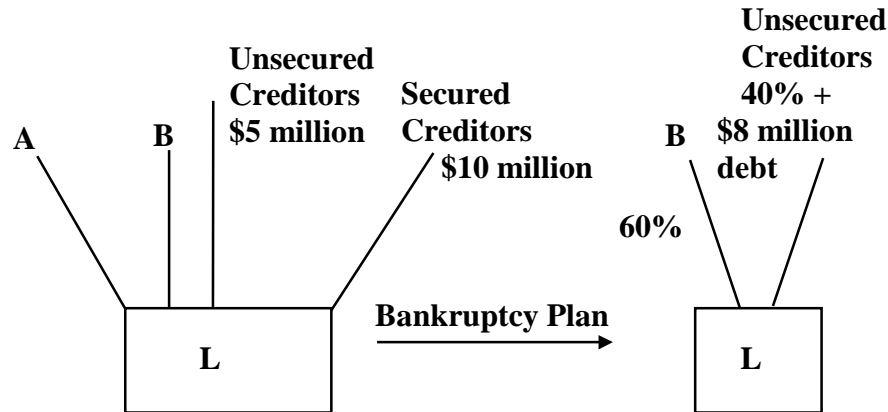 Unsecured
Creditors
$5 million
Secured
Creditors
$10 million
A
B
L
Bankruptcy Plan
Unsecured
Creditors
40% +
$8 million
debt
B
60%
L